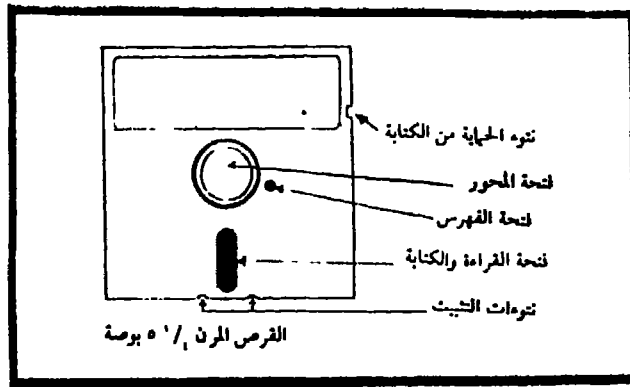 نتوء الحماية من الكتابة
فتحة المحور
فتحة الفهرس
فتحة القراءة والكتابة
نتوءات التثبيت
القرص المرن ١/٤ ٥ بوصة